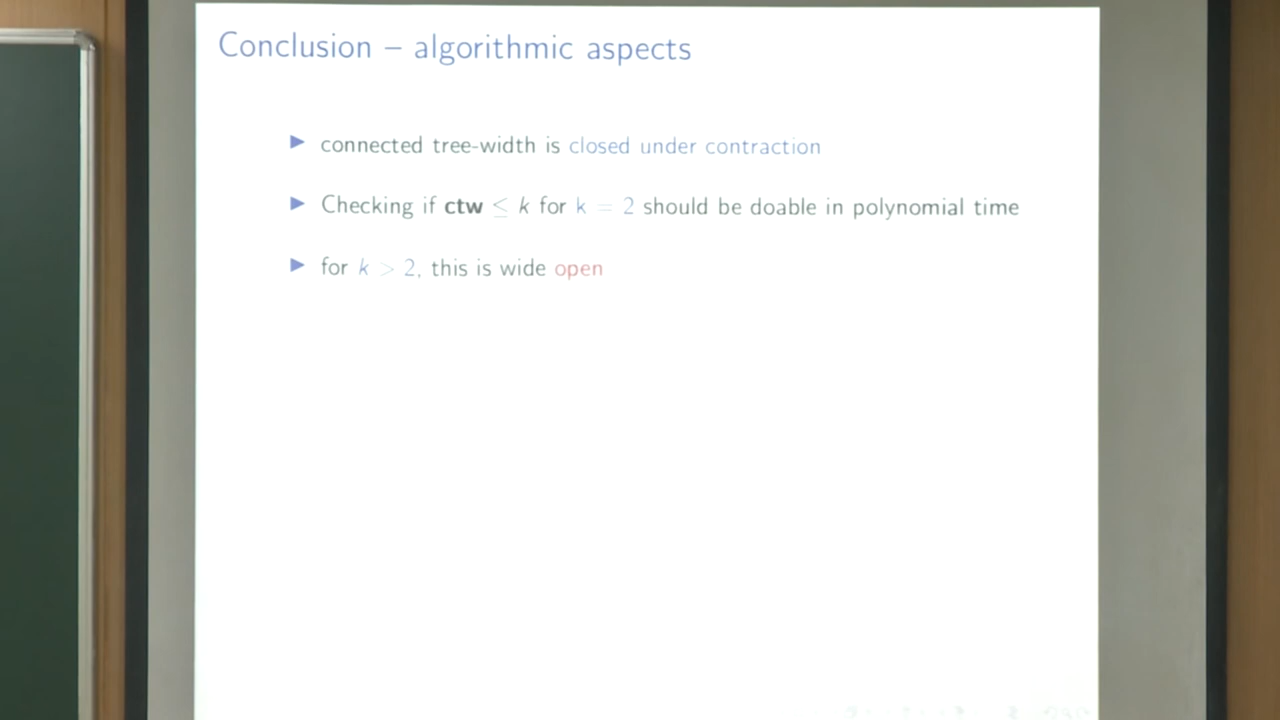 Conclusion – algorithmic aspects
▶ connected tree-width is closed under contraction
▶ Checking if ctw ≤ k for k = 2 should be doable in polynomial time
▶ for k > 2, this is wide open